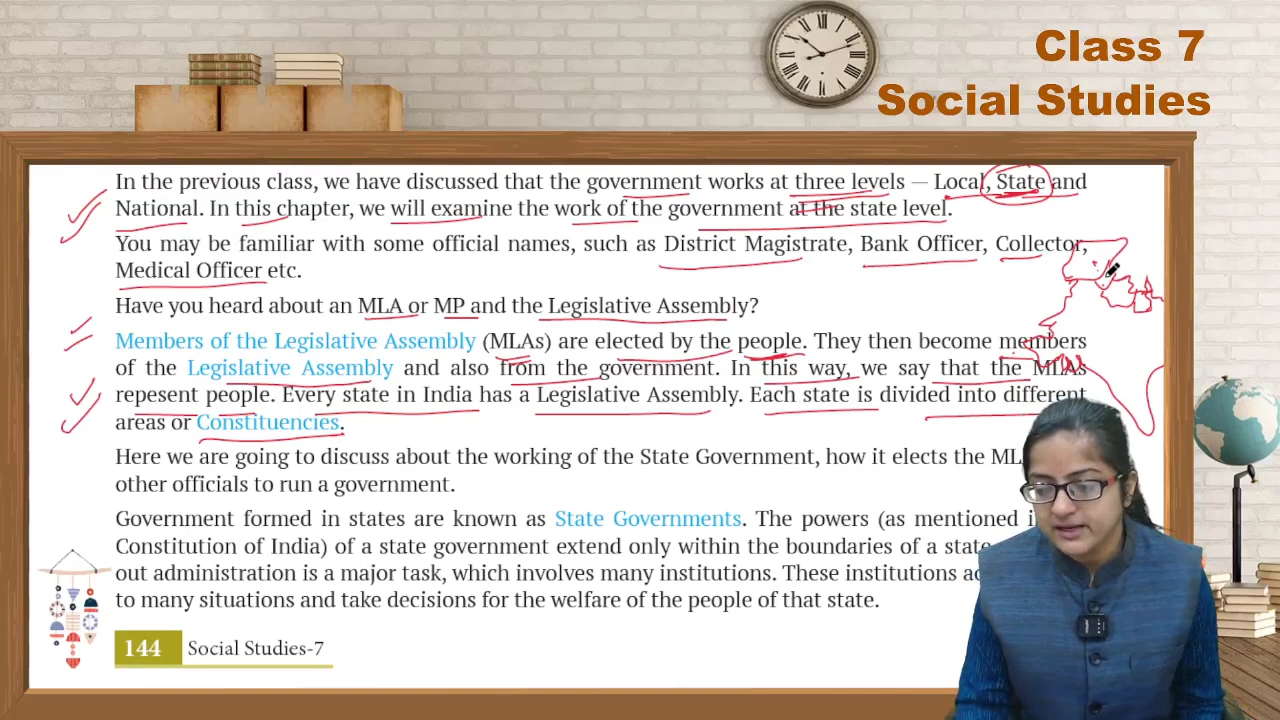 Class 7
Social Studies
In the previous class, we have discussed that the government works at three levels — Local, State and
National. In this chapter, we will examine the work of the government at the state level.
You may be familiar with some official names, such as District Magistrate, Bank Officer, Collector,
Medical Officer etc.
Have you heard about an MLA or MP and the Legislative Assembly?
Members of the Legislative Assembly (MLAs) are elected by the people. They then become members
of the Legislative Assembly and also from the government. In this way, we say that the MLAs
repesent people. Every state in India has a Legislative Assembly. Each state is divided into different
areas or Constituencies.
Here we are going to discuss about the working of the State Government, how it elects the
other officials to run a government.
Government formed in states are known as State Governments. The powers (as mentioned
Constitution of India) of a state government extend only within the boundaries of a state
out administration is a major task, which involves many institutions. These institutions
to many situations and take decisions for the welfare of the people of that state.
144 Social Studies-7